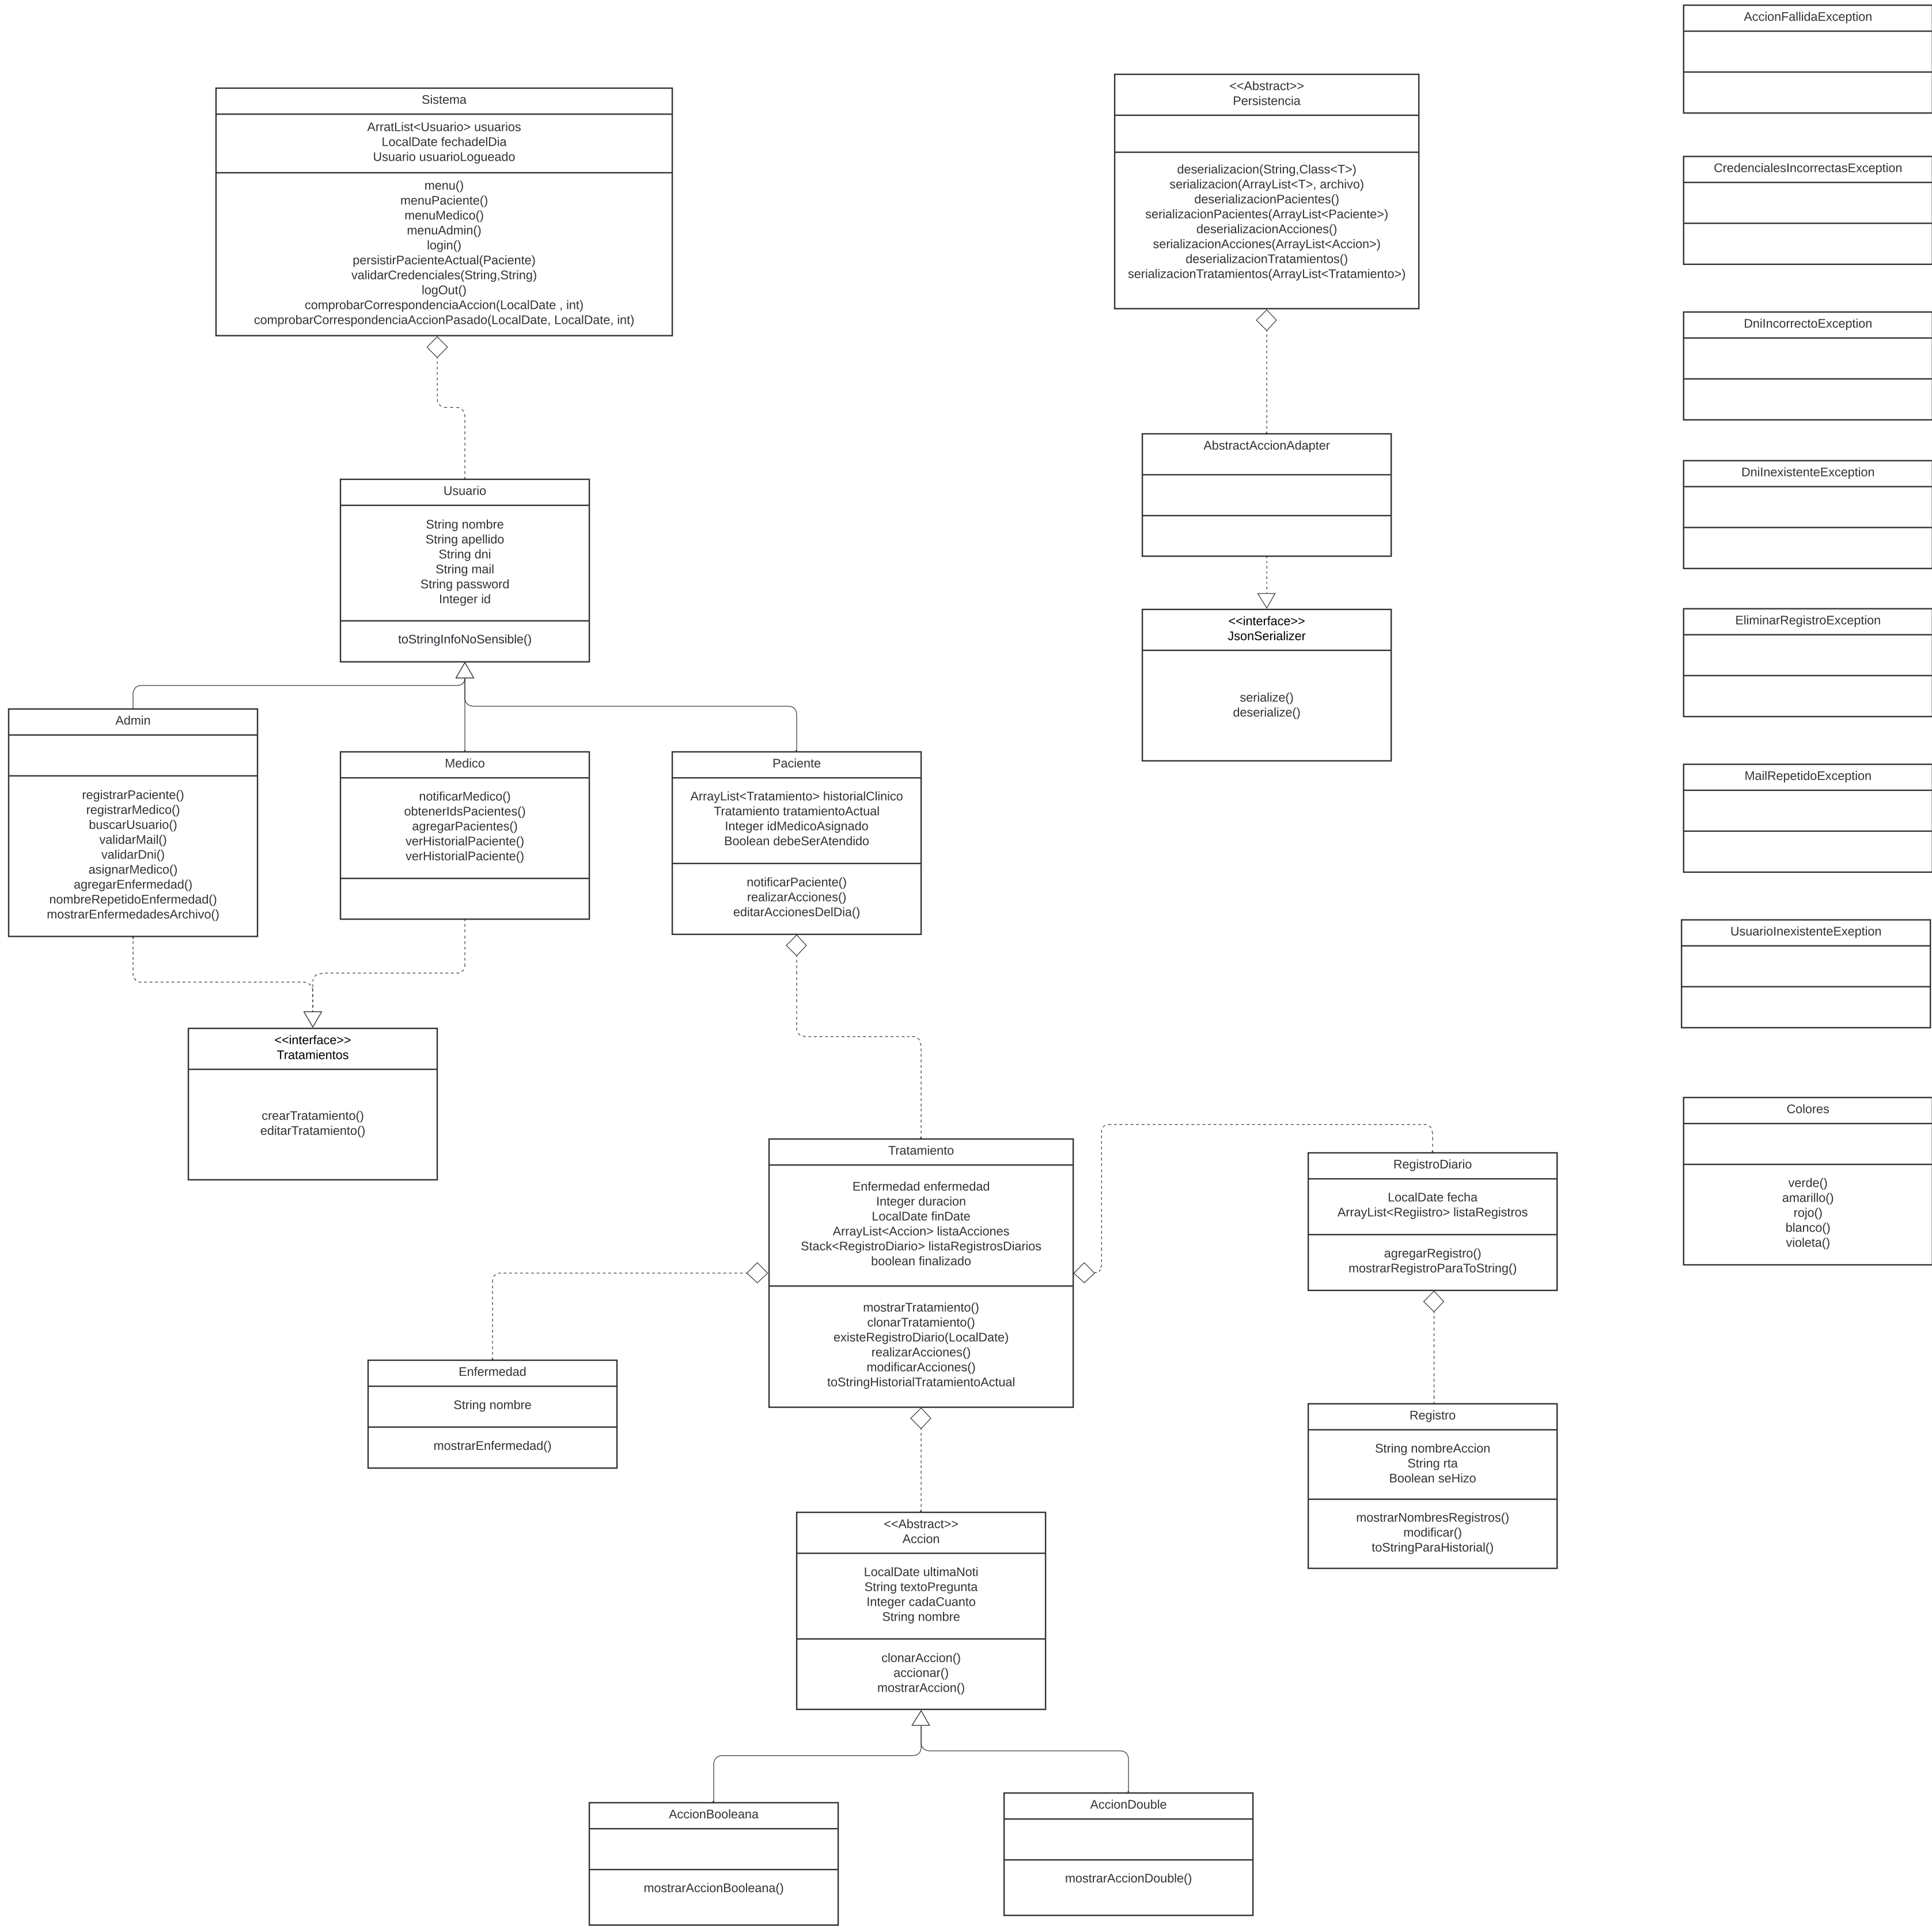 Sistema
ArratList<Usuario> usuarios
LocalDate fechadelDia
Usuario usuarioLogueado
menu()
menuPaciente()
menuMedico()
menuAdmin()
login()
persistirPacienteActual(Paciente)
validarCredenciales(String,String)
logOut()
comprobarCorrespondenciaAccion(LocalDate , int)
comprobarCorrespondenciaAccionPasado(LocalDate, LocalDate, int)
Usuario
String nombre
String apellido
String dni
String mail
String password
Integer id
toStringInfoNoSensible()
Admin
registrarPaciente()
registrarMedico()
buscarUsuario()
validarMail()
validarDni()
asignarMedico()
agregarEnfermedad()
nombreRepetidoEnfermedad()
mostrarEnfermedadesArchivo()
Medico
notificarMedico()
obtenerIdsPacientes()
agregarPacientes()
verHistorialPaciente()
verHistorialPaciente()
Paciente
ArrayList<Tratamiento> historialClinico
Tratamiento tratamientoActual
Integer idMedicoAsignado
Boolean debeSerAtendido
notificarPaciente()
realizarAcciones()
editarAccionesDelDia()
<<interface>>
Tratamientos
crearTratamiento()
editarTratamiento()
Tratamiento
Enfermedad enfermedad
Integer duracion
LocalDate finDate
ArrayList<Accion> listaAcciones
Stack<RegistroDiario> listaRegistrosDiarios
boolean finalizado
mostrarTratamiento()
clonarTratamiento()
existeRegistroDiario(LocalDate)
realizarAcciones()
modificarAcciones()
toStringHistorialTratamientoActual
Enfermedad
String nombre
mostrarEnfermedad()
<<Abstract>>
Accion
LocalDate ultimaNoti
String textoPregunta
Integer cadaCuanto
String nombre
clonarAccion()
accionar()
mostrarAccion()
AccionBooleana
mostrarAccionBooleana()
AccionDouble
mostrarAccionDouble()
RegistroDiario
LocalDate fecha
ArrayList<Regiistro> listaRegistros
agregarRegistro()
mostrarRegistroParaToString()
Registro
String nombreAccion
String rta
Boolean seHizo
mostrarNombresRegistros()
modificar()
toStringParaHistorial()
<<Abstract>>
Persistencia
deserializacion(String,Class<T>)
serializacion(ArrayList<T>, archivo)
deserializacionPacientes()
serializacionPacientes(ArrayList<Paciente>)
deserializacionAcciones()
serializacionAcciones(ArrayList<Accion>)
deserializacionTratamientos()
serializacionTratamientos(ArrayList<Tratamiento>)
AbstractAccionAdapter
<<interface>>
JsonSerializer
serialize()
deserialize()
AccionFallidaException
CredencialesIncorrectasException
DniIncorrectoException
DniInexistenteException
EliminarRegistroException
MailRepetidoException
UsuarioInexistenteExeption
Colores
verde()
amarillo()
rojo()
blanco()
violeta()